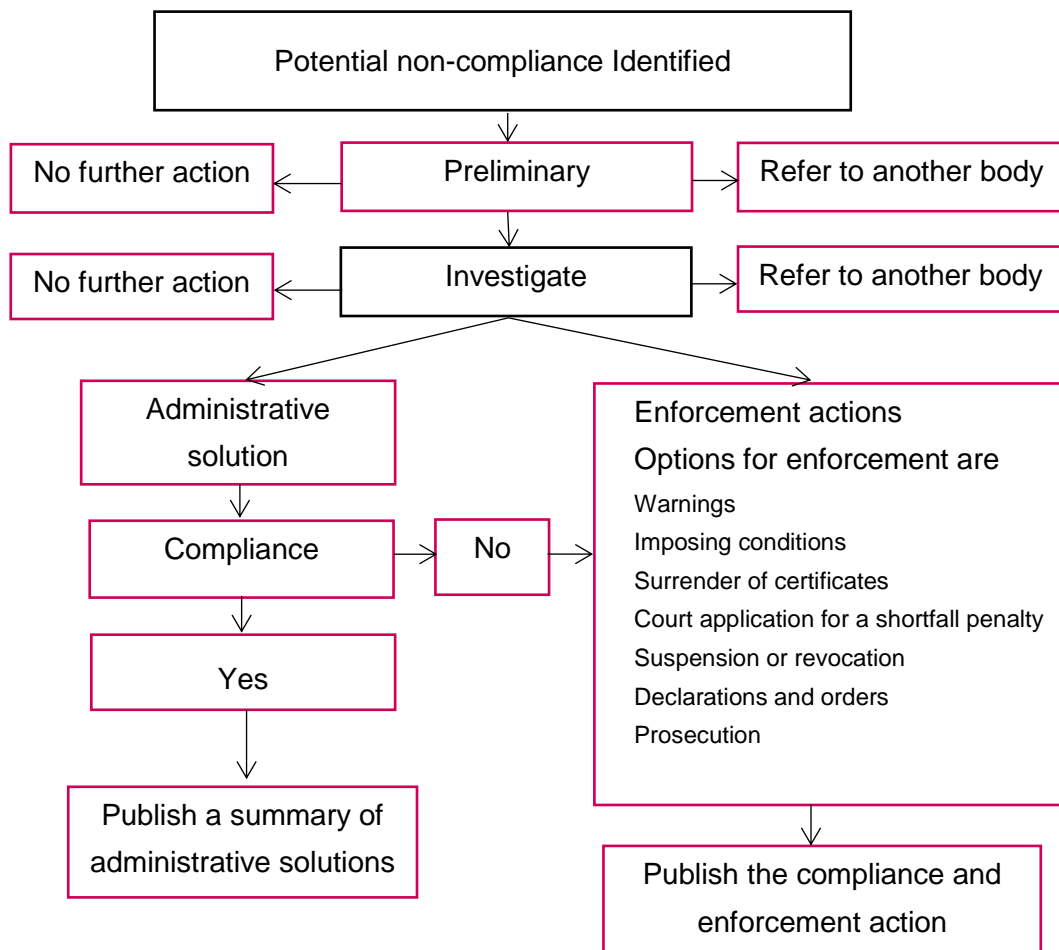 Potential non-compliance Identified
No further action
Preliminary
Refer to another body
No further action
Investigate
Refer to another body
Administrative
solution
Compliance
No
Yes
Publish a summary of
administrative solutions
Enforcement actions
Options for enforcement are
Warnings
Imposing conditions
Surrender of certificates
Court application for a shortfall penalty
Suspension or revocation
Declarations and orders
Prosecution
Publish the compliance and
enforcement action